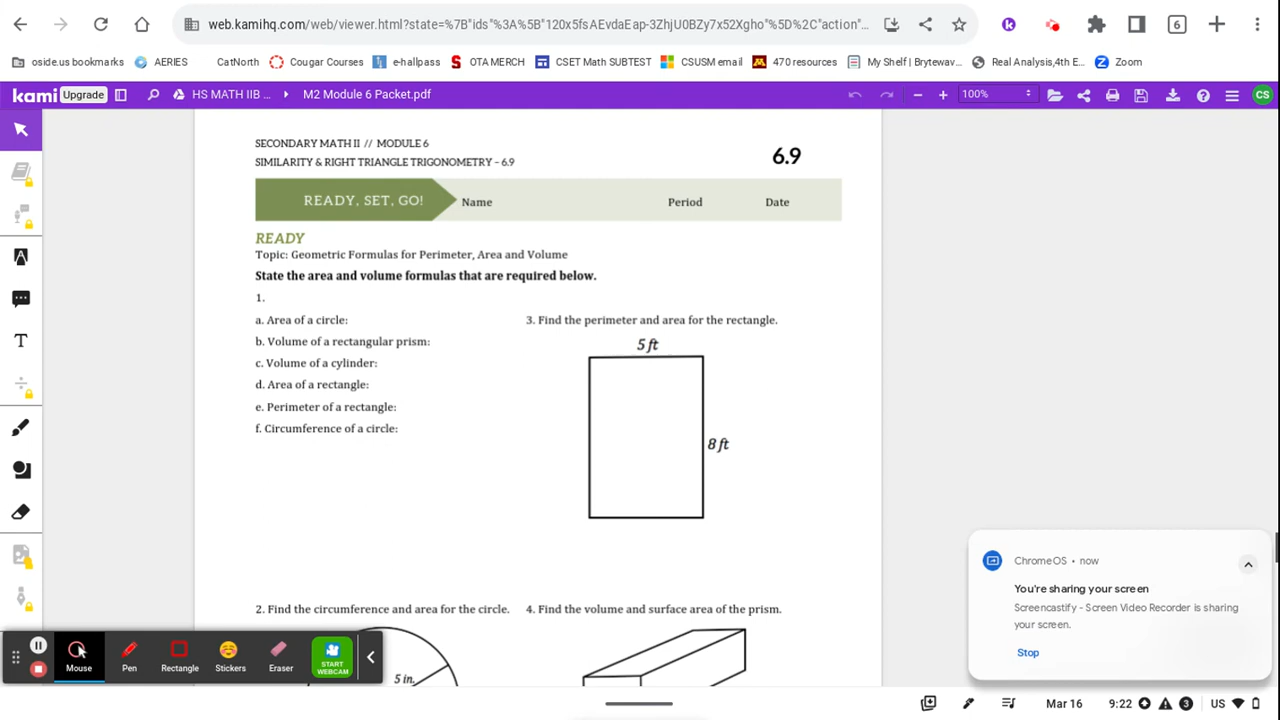 web.kamihq.com/web/viewer.html?state=%7B"ids"%3A%5B"120x5fsAEvdaEap-3ZhjU0BZy7x52Xgho"%5D%2C"action"...
6
oside.us bookmarks AERIES CatNorth Cougar Courses e-hallpass OTA MERCH CSET Math SUBTEST CSUSM email 470 resources My Shelf | Brytewav... Real Analysis,4th E... Zoom
kami Upgrade HS MATH IIB ... M2 Module 6 Packet.pdf 100% CS
SECONDARY MATH II // MODULE 6
SIMILARITY & RIGHT TRIANGLE TRIGONOMETRY – 6.9
6.9
READY, SET, GO! Name Period Date
READY
Topic: Geometric Formulas for Perimeter, Area and Volume
State the area and volume formulas that are required below.
1.
a. Area of a circle:
b. Volume of a rectangular prism:
c. Volume of a cylinder:
d. Area of a rectangle:
e. Perimeter of a rectangle:
f. Circumference of a circle:
3. Find the perimeter and area for the rectangle.
5 ft
8 ft
2. Find the circumference and area for the circle.
5 in.
4. Find the volume and surface area of the prism.
ChromeOS • now
You're sharing your screen
Screencastify - Screen Video Recorder is sharing
your screen.
Stop
Mouse Pen Rectangle Stickers Eraser START
WEBCAM
Mar 16 9:22 3 US